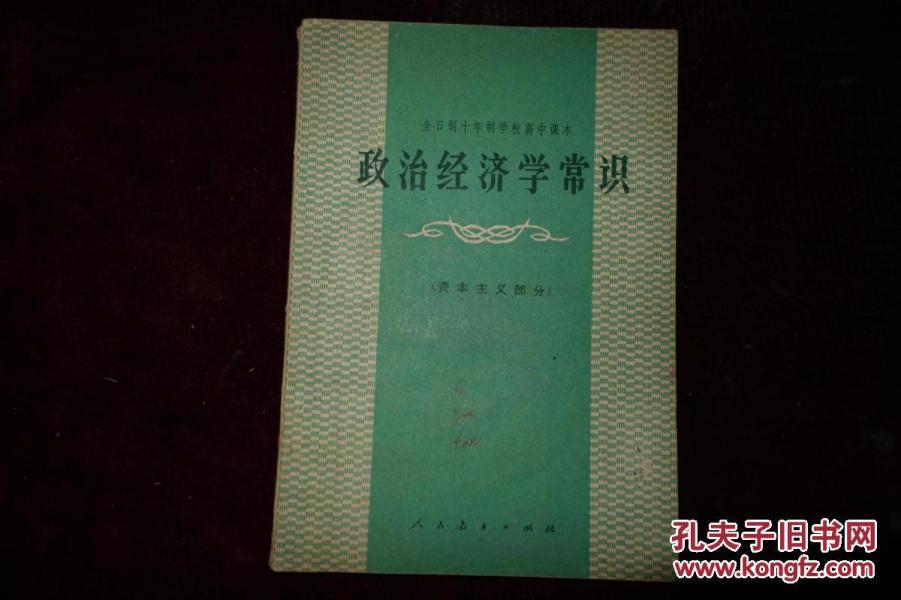 全日制十年制学校高中课本
政治经济学常识
（资本主义部分）
人民教育出版社
孔夫子旧书网
www.kongfz.com